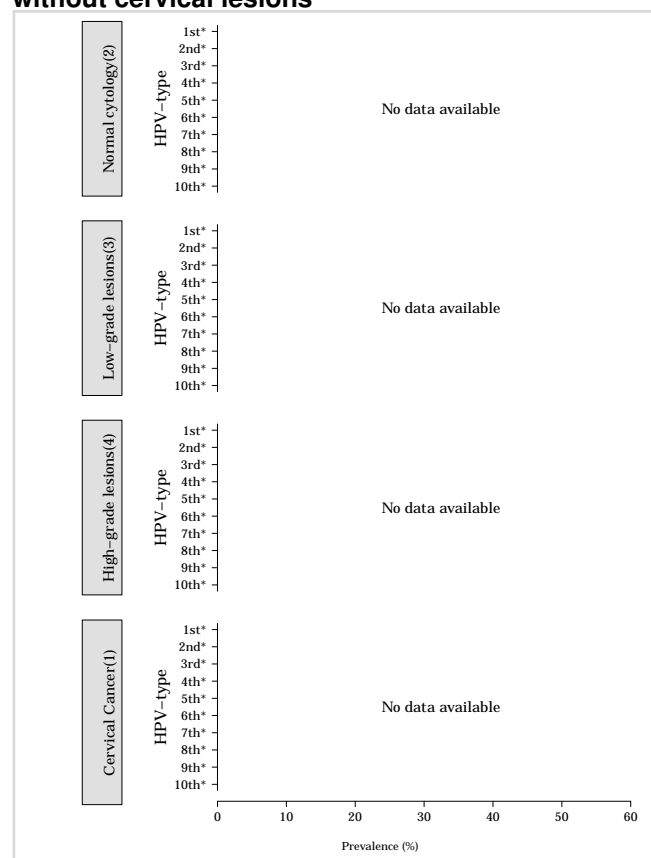 without cervical lesions
Normal cytology(2)
HPV−type
1st*
2nd*
3rd*
4th*
5th*
6th*
7th*
8th*
9th*
10th*
No data available
Low−grade lesions(3)
HPV−type
1st*
2nd*
3rd*
4th*
5th*
6th*
7th*
8th*
9th*
10th*
No data available
High−grade lesions(4)
HPV−type
1st*
2nd*
3rd*
4th*
5th*
6th*
7th*
8th*
9th*
10th*
No data available
Cervical Cancer(1)
HPV−type
1st*
2nd*
3rd*
4th*
5th*
6th*
7th*
8th*
9th*
10th*
No data available
0 10 20 30 40 50 60
Prevalence (%)